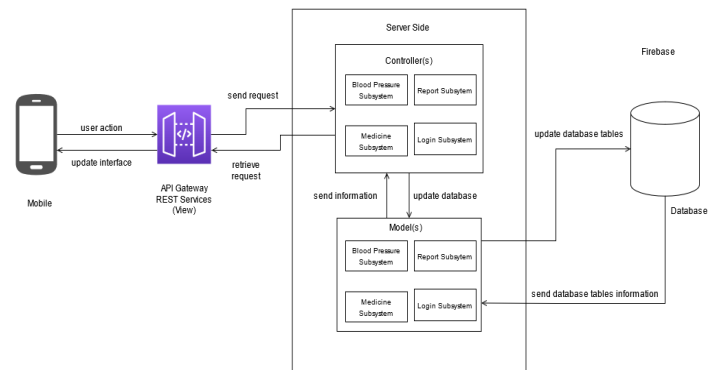 Server Side
Firebase
Controller(s)
Blood Pressure
Subsystem
Report Subsytem
Medicine
Subsystem
Login Subsystem
send request
user action
update interface
retrieve
request
API Gateway
REST Services
(View)
Mobile
send information
update database
update database tables
Database
Model(s)
Blood Pressure
Subsystem
Report Subsytem
Medicine
Subsystem
Login Subsystem
send database tables information